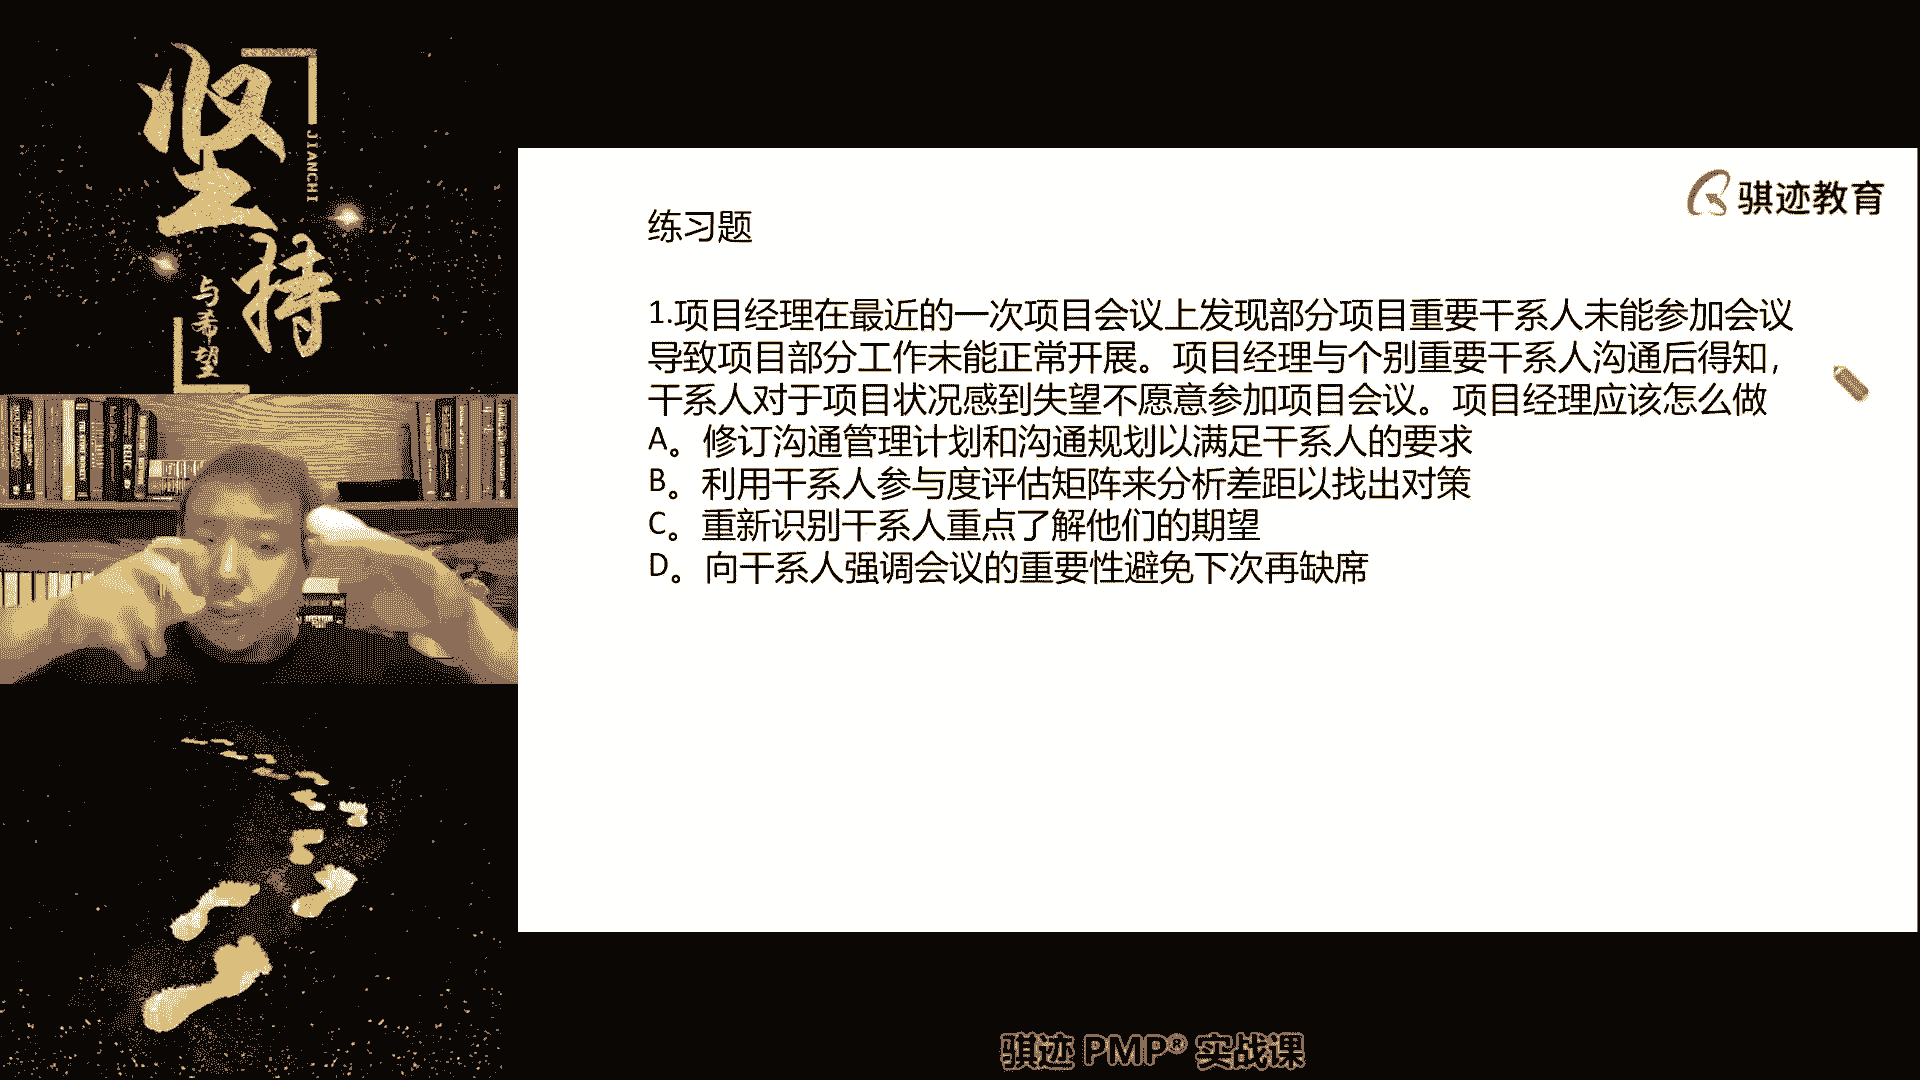 坚持
JIANCHI
与希望
骐迹教育
练习题
1.项目经理在最近的一次项目会议上发现部分项目重要干系人未能参加会议
导致项目部分工作未能正常开展。项目经理与个别重要干系人沟通后得知，
干系人对于项目状况感到失望不愿意参加项目会议。项目经理应该怎么做
A。修订沟通管理计划和沟通规划以满足干系人的要求
B。利用干系人参与度评估矩阵来分析差距以找出对策
C。重新识别干系人重点了解他们的期望
D。向干系人强调会议的重要性避免下次再缺席
骐迹 PMP® 实战课